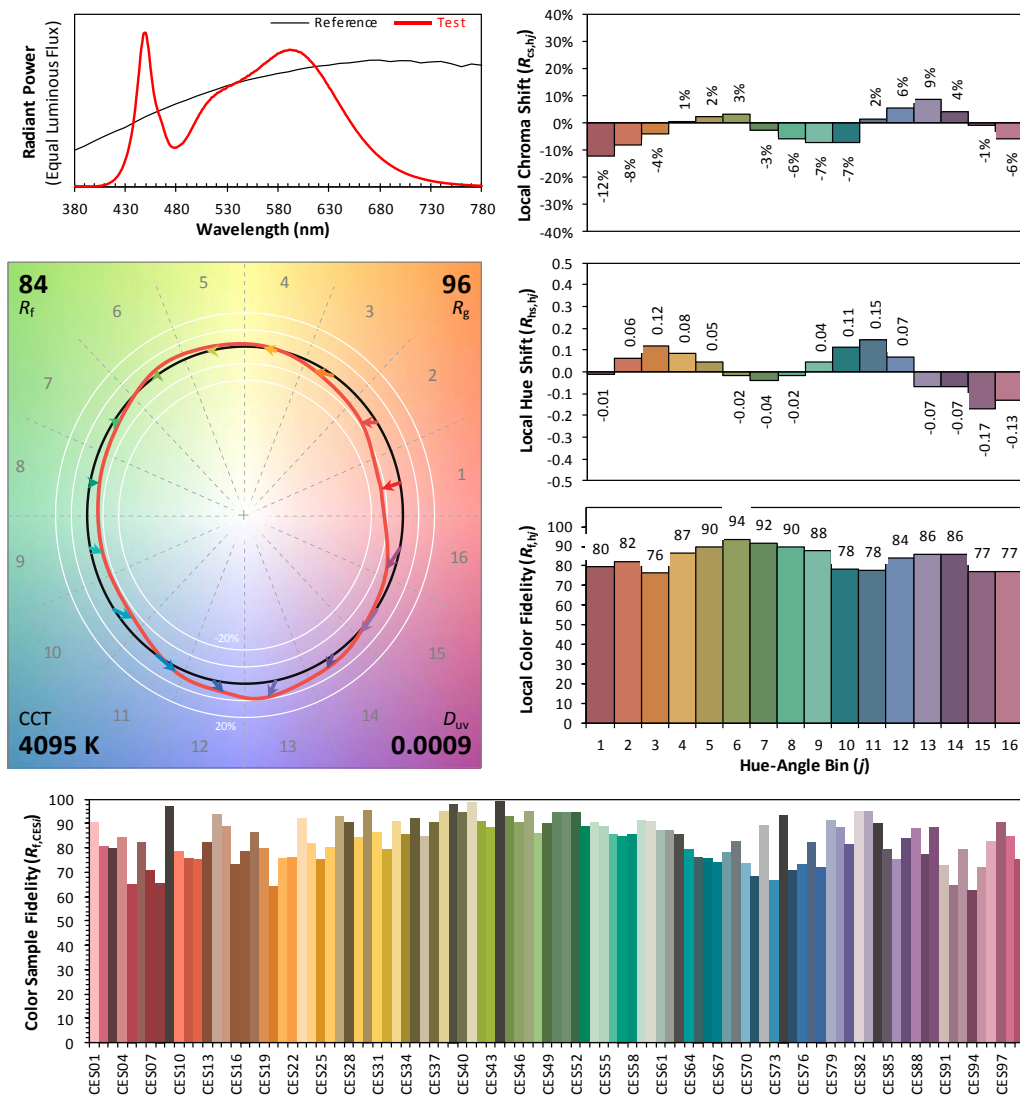 Reference Test
Radiant Power
(Equal Luminous Flux)
380 430 480 530 580 630 680 730 780
Wavelength (nm)
Local Chroma Shift (Rcs,hj)
40%
30%
20%
10%
0%
-10%
-20%
-30%
-40%
-12% -8% -4% 1% 2% 3% -3% -6% -7% -7% 2% 6% 9% 4% -1% -6%
84
Rf
96
Rg
5 4
6 3
7 2
8 1
9 16
10 15
11 14
12 13
-20%
20%
CCT
4095 K
Duv
0.0009
Local Hue Shift (Rhs,hj)
0.5
0.4
0.3
0.2
0.1
0.0
-0.1
-0.2
-0.3
-0.4
-0.5
-0.01 0.06 0.12 0.08 0.05 -0.02 -0.04 -0.02 0.04 0.11 0.15 0.07 -0.07 -0.07 -0.17 -0.13
Local Color Fidelity (Rf,hj)
100
90
80
70
60
50
40
30
20
10
0
80 82 76 87 90 94 92 90 88 78 78 84 86 86 77 77
1 2 3 4 5 6 7 8 9 10 11 12 13 14 15 16
Hue-Angle Bin (j)
Color Sample Fidelity (Rf,CESi)
100
90
80
70
60
50
40
30
20
10
0
CES01 CES04 CES07 CES10 CES13 CES16 CES19 CES22 CES25 CES28 CES31 CES34 CES37 CES40 CES43 CES46 CES49 CES52 CES55 CES58 CES61 CES64 CES67 CES70 CES73 CES76 CES79 CES82 CES85 CES88 CES91 CES94 CES97